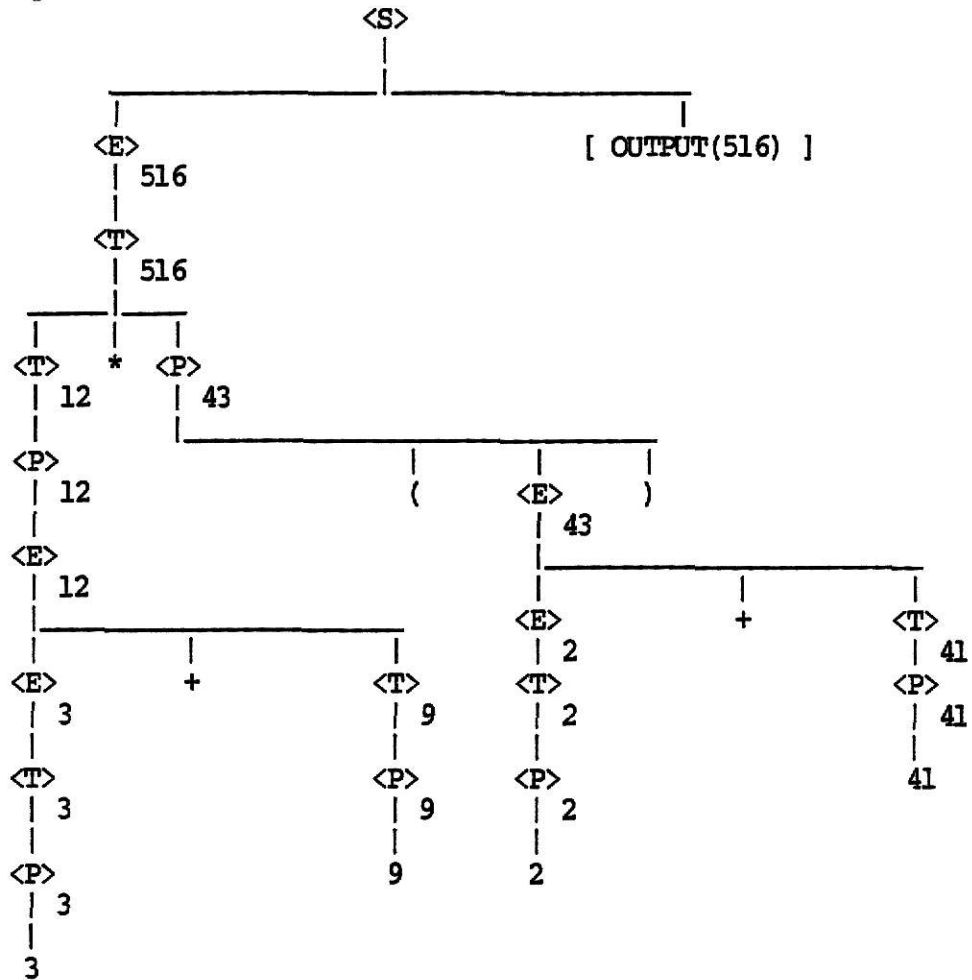 <S>
<E> [ OUTPUT(516) ]
516
<T>
516
<T> * <P>
12 43
<P>
12 ( <E> )
43
<E>
12
<E> + <T>
2 41
<E> + <T> <T> <P>
3 9 2 41
<T> <P> <P> 41
3 9 2
<P> 9 2
3
3